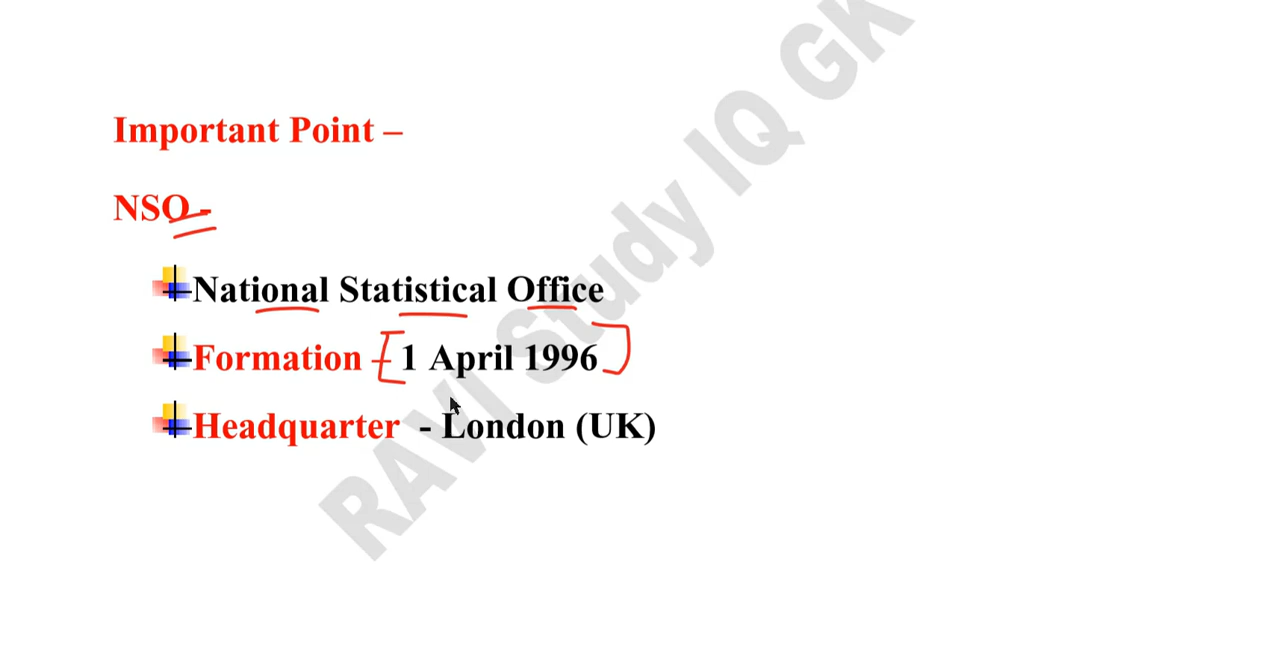 Important Point –
NSO -
National Statistical Office
Formation - 1 April 1996
Headquarter - London (UK)
RAVI Study IQ GK